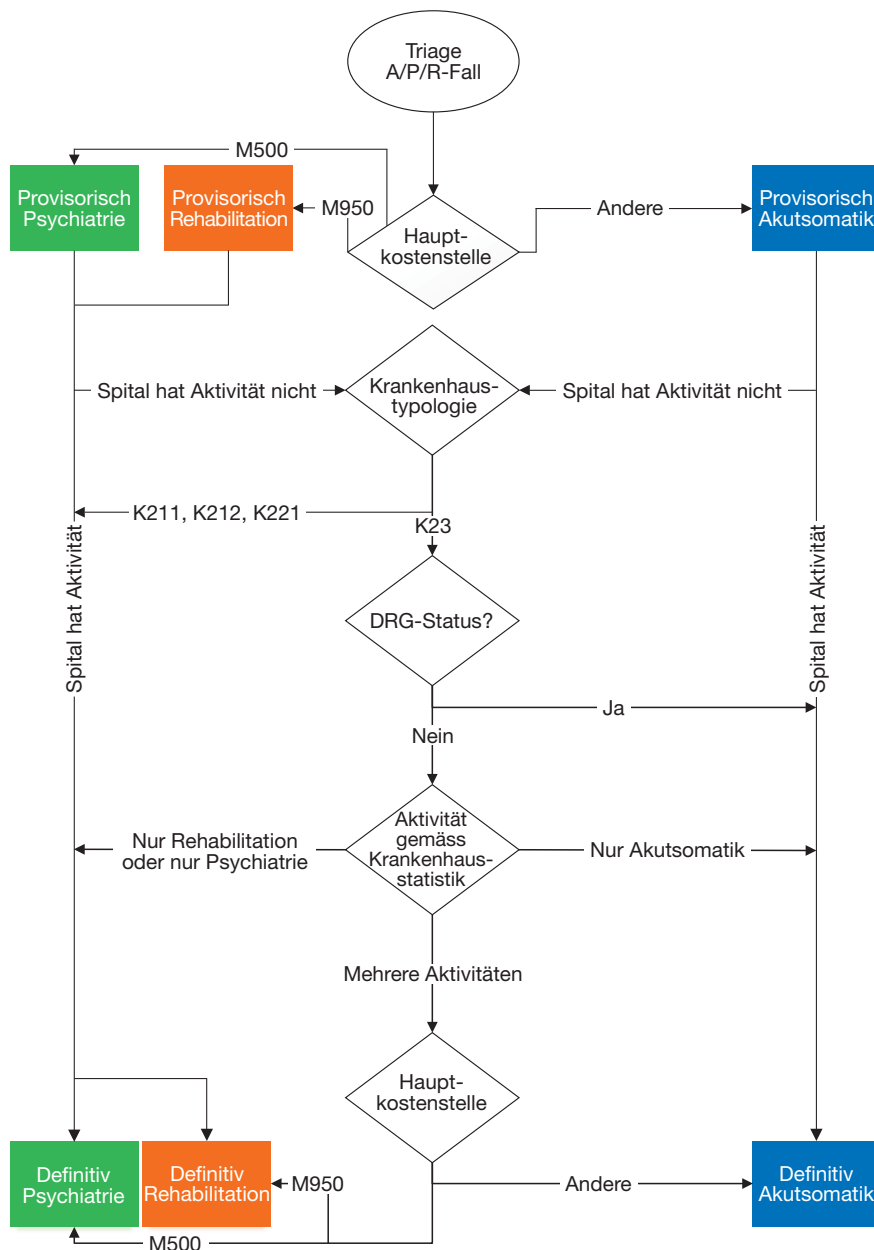 Triage
A/P/R-Fall
M500
Provisorisch
Psychiatrie
Provisorisch
Rehabilitation
M950
Haupt-
kostenstelle
Andere
Provisorisch
Akutsomatik
Spital hat Aktivität nicht
Krankenhaus-
typologie
Spital hat Aktivität nicht
K211, K212, K221
K23
Spital hat Aktivität
DRG-Status?
Spital hat Aktivität
Ja
Nein
Nur Rehabilitation
oder nur Psychiatrie
Aktivität
gemäss
Krankenhaus-
statistik
Nur Akutsomatik
Mehrere Aktivitäten
Haupt-
kostenstelle
Definitiv
Psychiatrie
Definitiv
Rehabilitation
M950
Andere
Definitiv
Akutsomatik
M500